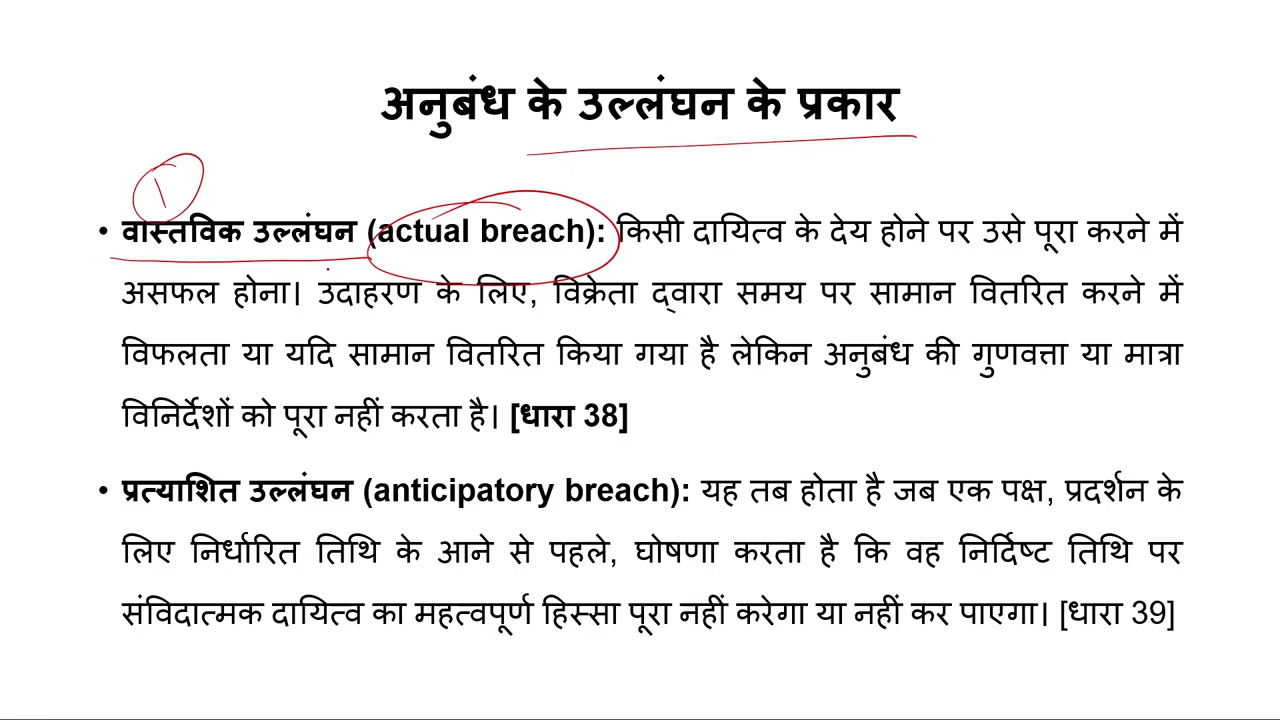 अनुबंध के उल्लंघन के प्रकार
1
• वास्तविक उल्लंघन (actual breach): किसी दायित्व के देय होने पर उसे पूरा करने में
असफल होना। उदाहरण के लिए, विक्रेता द्वारा समय पर सामान वितरित करने में
विफलता या यदि सामान वितरित किया गया है लेकिन अनुबंध की गुणवत्ता या मात्रा
विनिर्देशों को पूरा नहीं करता है। [धारा 38]
• प्रत्याशित उल्लंघन (anticipatory breach): यह तब होता है जब एक पक्ष, प्रदर्शन के
लिए निर्धारित तिथि के आने से पहले, घोषणा करता है कि वह निर्दिष्ट तिथि पर
संविदात्मक दायित्व का महत्वपूर्ण हिस्सा पूरा नहीं करेगा या नहीं कर पाएगा। [धारा 39]